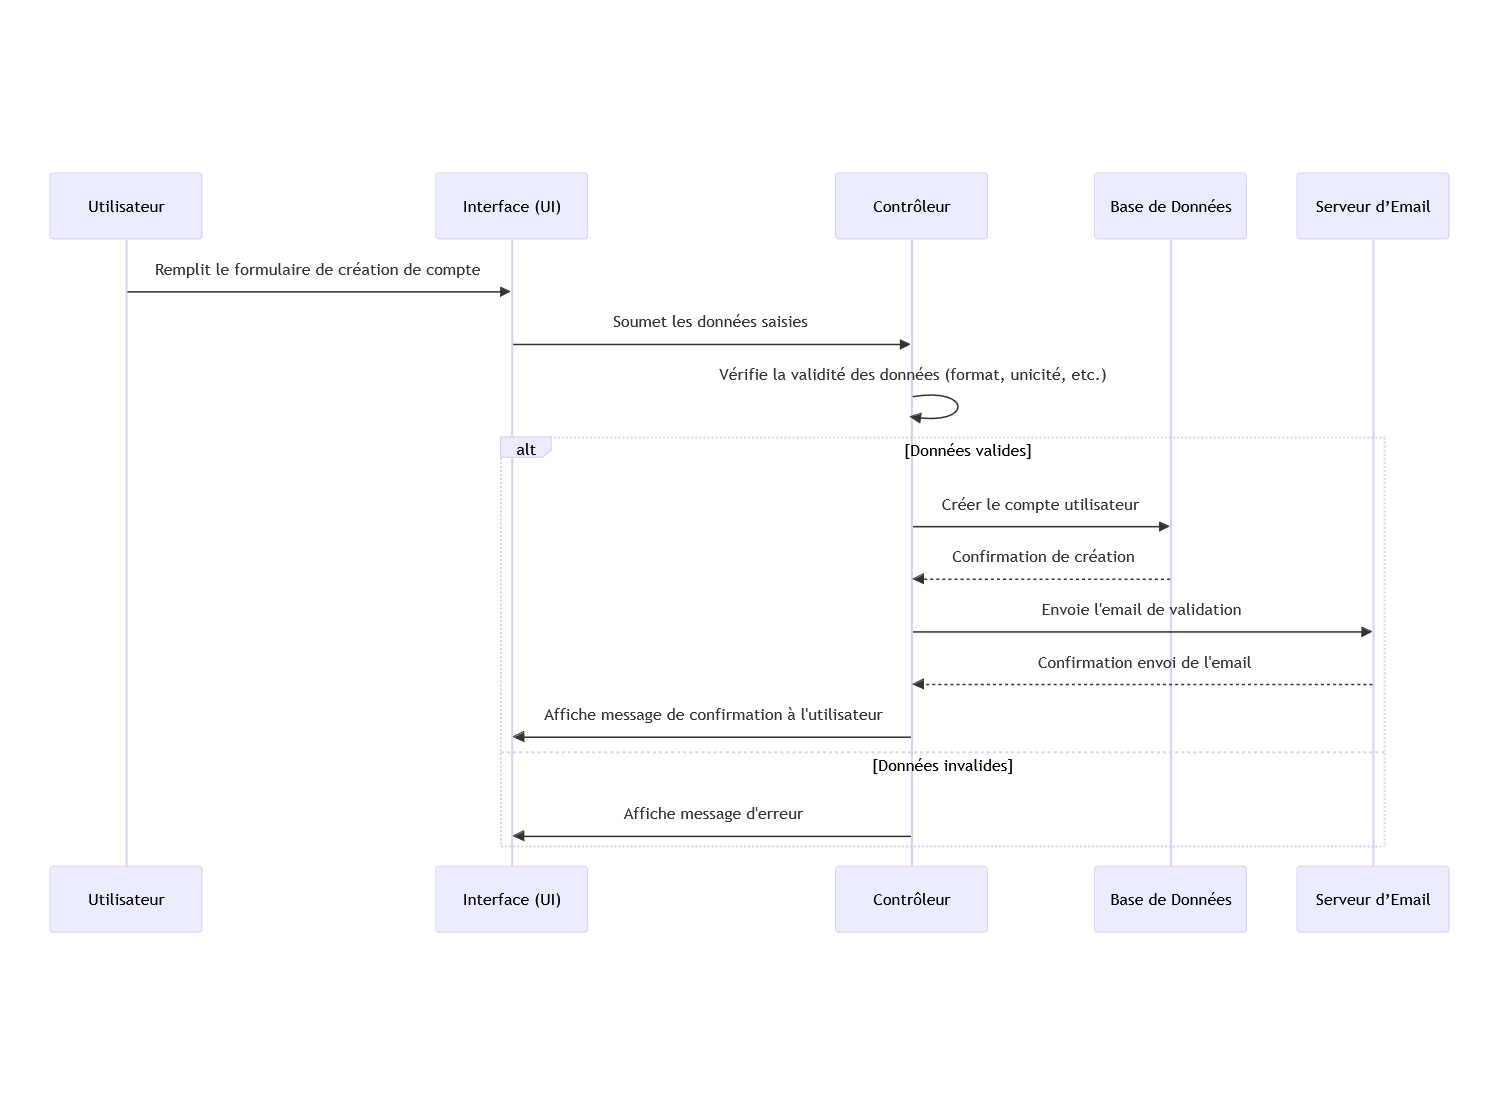 Utilisateur
Interface (UI)
Contrôleur
Base de Données
Serveur d’Email
Remplit le formulaire de création de compte
Soumet les données saisies
Vérifie la validité des données (format, unicité, etc.)
alt
[Données valides]
Créer le compte utilisateur
Confirmation de création
Envoie l'email de validation
Confirmation envoi de l'email
Affiche message de confirmation à l'utilisateur
[Données invalides]
Affiche message d'erreur
Utilisateur
Interface (UI)
Contrôleur
Base de Données
Serveur d’Email